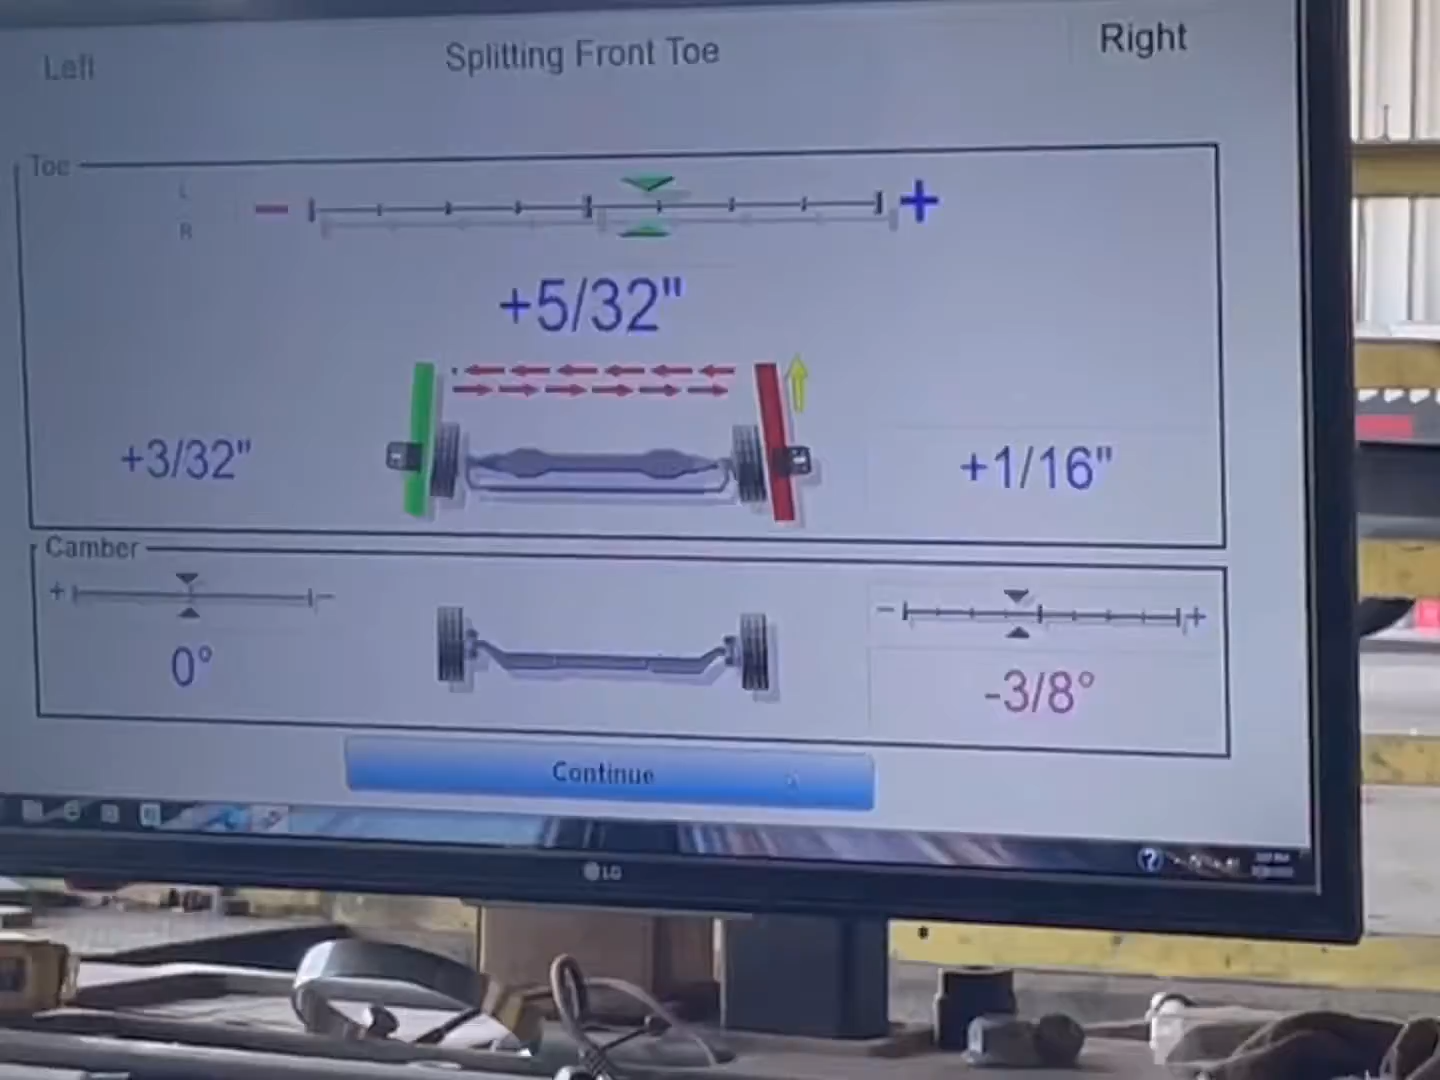 Left
Splitting Front Toe
Right
Toe
L
R
- +
+5/32"
+3/32"
+1/16"
Camber
+ -
- +
0°
-3/8°
Continue
LG